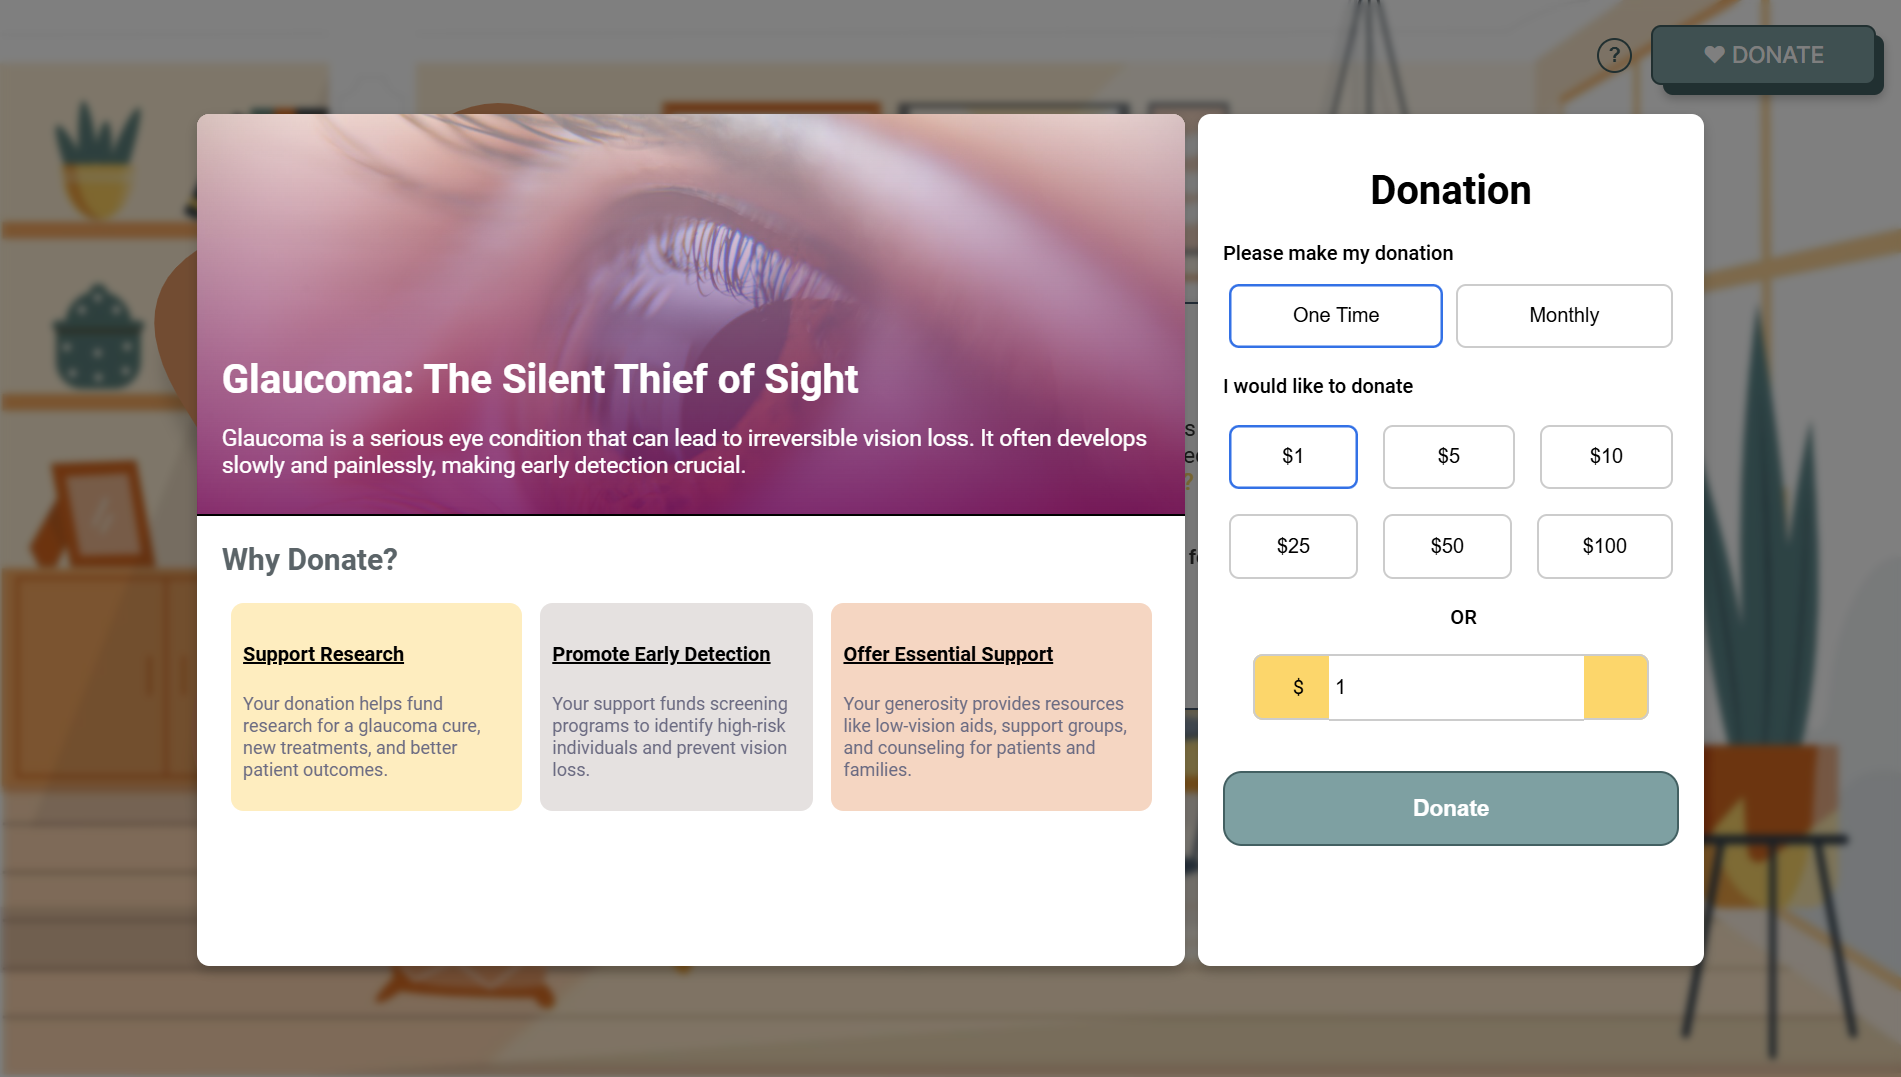 ?
♥ DONATE
Glaucoma: The Silent Thief of Sight
Glaucoma is a serious eye condition that can lead to irreversible vision loss. It often develops
slowly and painlessly, making early detection crucial.
Why Donate?
Support Research
Your donation helps fund
research for a glaucoma cure,
new treatments, and better
patient outcomes.
Promote Early Detection
Your support funds screening
programs to identify high-risk
individuals and prevent vision
loss.
Offer Essential Support
Your generosity provides resources
like low-vision aids, support groups,
and counseling for patients and
families.
Donation
Please make my donation
One Time
Monthly
I would like to donate
$1
$5
$10
$25
$50
$100
OR
$ 1
Donate